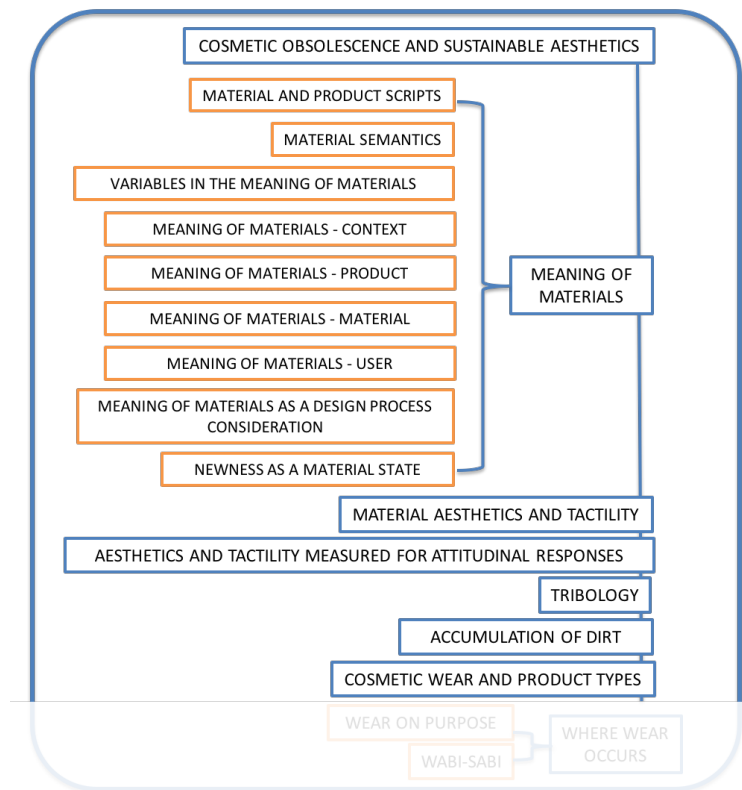 COSMETIC OBSOLESCENCE AND SUSTAINABLE AESTHETICS
MATERIAL AND PRODUCT SCRIPTS
MATERIAL SEMANTICS
VARIABLES IN THE MEANING OF MATERIALS
MEANING OF MATERIALS - CONTEXT
MEANING OF MATERIALS - PRODUCT
MEANING OF MATERIALS - MATERIAL
MEANING OF MATERIALS - USER
MEANING OF MATERIALS AS A DESIGN PROCESS
CONSIDERATION
NEWNESS AS A MATERIAL STATE
MEANING OF
MATERIALS
MATERIAL AESTHETICS AND TACTILITY
AESTHETICS AND TACTILITY MEASURED FOR ATTITUDINAL RESPONSES
TRIBOLOGY
ACCUMULATION OF DIRT
COSMETIC WEAR AND PRODUCT TYPES
WEAR ON PURPOSE
WABI-SABI
WHERE WEAR
OCCURS